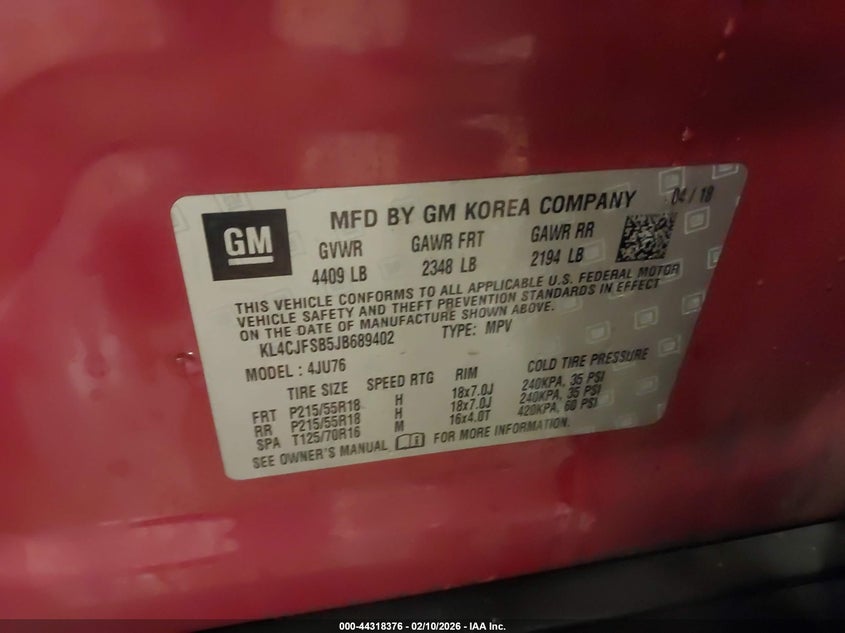 GM
MFD BY GM KOREA COMPANY 04/18
GVWR GAWR FRT GAWR RR
4409 LB 2348 LB 2194 LB
THIS VEHICLE CONFORMS TO ALL APPLICABLE U.S. FEDERAL MOTOR
VEHICLE SAFETY AND THEFT PREVENTION STANDARDS IN EFFECT
ON THE DATE OF MANUFACTURE SHOWN ABOVE.
KL4CJFSB5JB689402 TYPE: MPV
MODEL: 4JU76
TIRE SIZE SPEED RTG RIM COLD TIRE PRESSURE
FRT P215/55R18 H 18x7.0J 240KPA, 35 PSI
RR P215/55R18 H 18x7.0J 240KPA, 35 PSI
SPA T125/70R16 M 16x4.0T 420KPA, 60 PSI
SEE OWNER'S MANUAL FOR MORE INFORMATION.
000-44318376 - 02/10/2026 - IAA Inc.